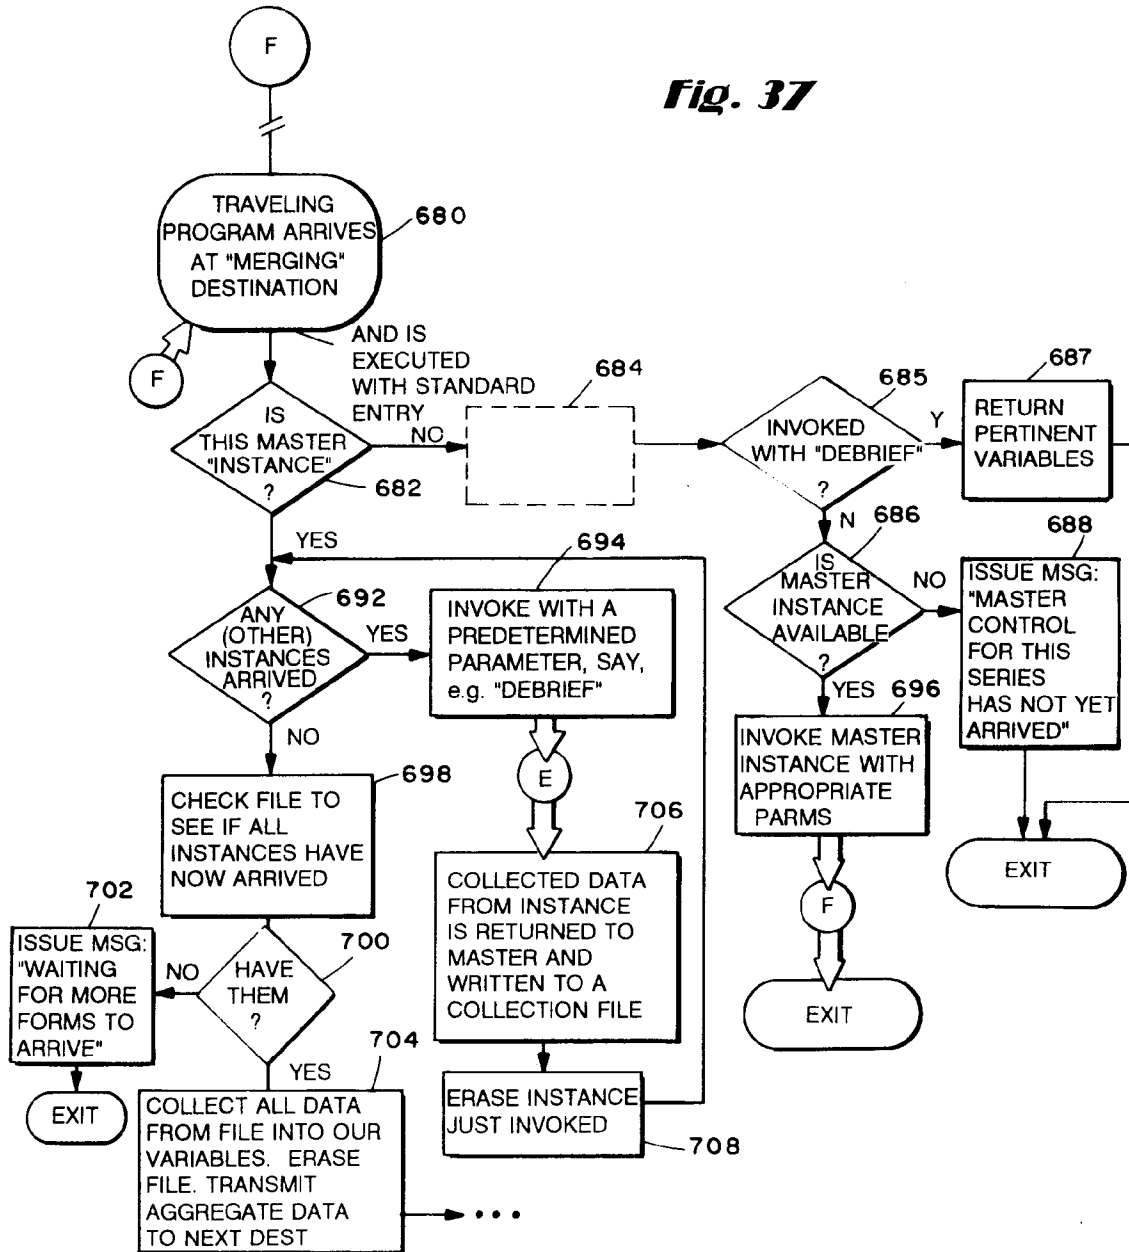 F
Fig. 37
TRAVELING
PROGRAM ARRIVES
AT "MERGING"
DESTINATION
680
F
AND IS
EXECUTED
WITH STANDARD
ENTRY
IS
THIS MASTER
"INSTANCE"
?
682
NO
684
INVOKED
WITH "DEBRIEF"
?
685
Y
687
RETURN
PERTINENT
VARIABLES
N
686
IS
MASTER
INSTANCE
AVAILABLE
?
NO
688
ISSUE MSG:
"MASTER
CONTROL
FOR THIS
SERIES
HAS NOT YET
ARRIVED"
EXIT
YES
696
INVOKE MASTER
INSTANCE WITH
APPROPRIATE
PARMS
F
EXIT
YES
692
ANY
(OTHER)
INSTANCES
ARRIVED
?
YES
694
INVOKE WITH A
PREDETERMINED
PARAMETER, SAY,
e.g. "DEBRIEF"
E
706
COLLECTED DATA
FROM INSTANCE
IS RETURNED TO
MASTER AND
WRITTEN TO A
COLLECTION FILE
ERASE INSTANCE
JUST INVOKED
708
NO
698
CHECK FILE TO
SEE IF ALL
INSTANCES HAVE
NOW ARRIVED
700
HAVE
THEM
?
NO
702
ISSUE MSG:
"WAITING
FOR MORE
FORMS TO
ARRIVE"
EXIT
YES
704
COLLECT ALL DATA
FROM FILE INTO OUR
VARIABLES. ERASE
FILE. TRANSMIT
AGGREGATE DATA
TO NEXT DEST
• • •